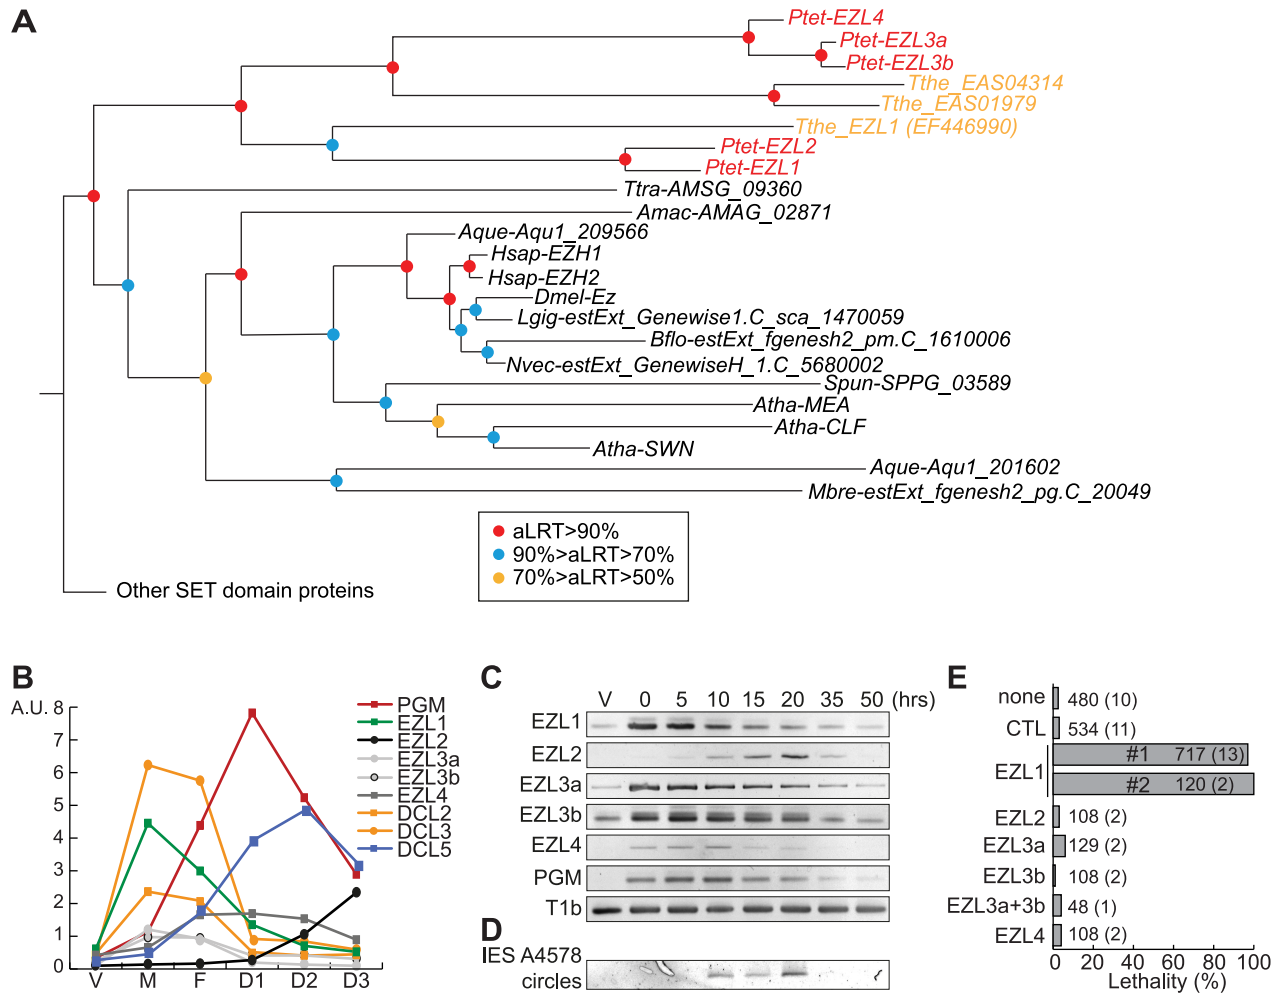 A
Ptet-EZL4
Ptet-EZL3a
Ptet-EZL3b
Tthe_EAS04314
Tthe_EAS01979
Tthe_EZL1 (EF446990)
Ptet-EZL2
Ptet-EZL1
Ttra-AMSG_09360
Amac-AMAG_02871
Aque-Aqu1_209566
Hsap-EZH1
Hsap-EZH2
Dmel-Ez
Lgig-estExt_Genewise1.C_sca_1470059
Bflo-estExt_fgenesh2_pm.C_1610006
Nvec-estExt_GenewiseH_1.C_5680002
Spun-SPPG_03589
Atha-MEA
Atha-CLF
Atha-SWN
Aque-Aqu1_201602
Mbre-estExt_fgenesh2_pg.C_20049
aLRT>90%
90%>aLRT>70%
70%>aLRT>50%
Other SET domain proteins
B
A.U.
8
7
6
5
4
3
2
1
0
V M F D1 D2 D3
PGM
EZL1
EZL2
EZL3a
EZL3b
EZL4
DCL2
DCL3
DCL5
C
V 0 5 10 15 20 35 50 (hrs)
EZL1
EZL2
EZL3a
EZL3b
EZL4
PGM
T1b
D
IES A4578
circles
E
none 480 (10)
CTL 534 (11)
EZL1
#1 717 (13)
#2 120 (2)
EZL2 108 (2)
EZL3a 129 (2)
EZL3b 108 (2)
EZL3a+3b 48 (1)
EZL4 108 (2)
0 20 40 60 80 100
Lethality (%)